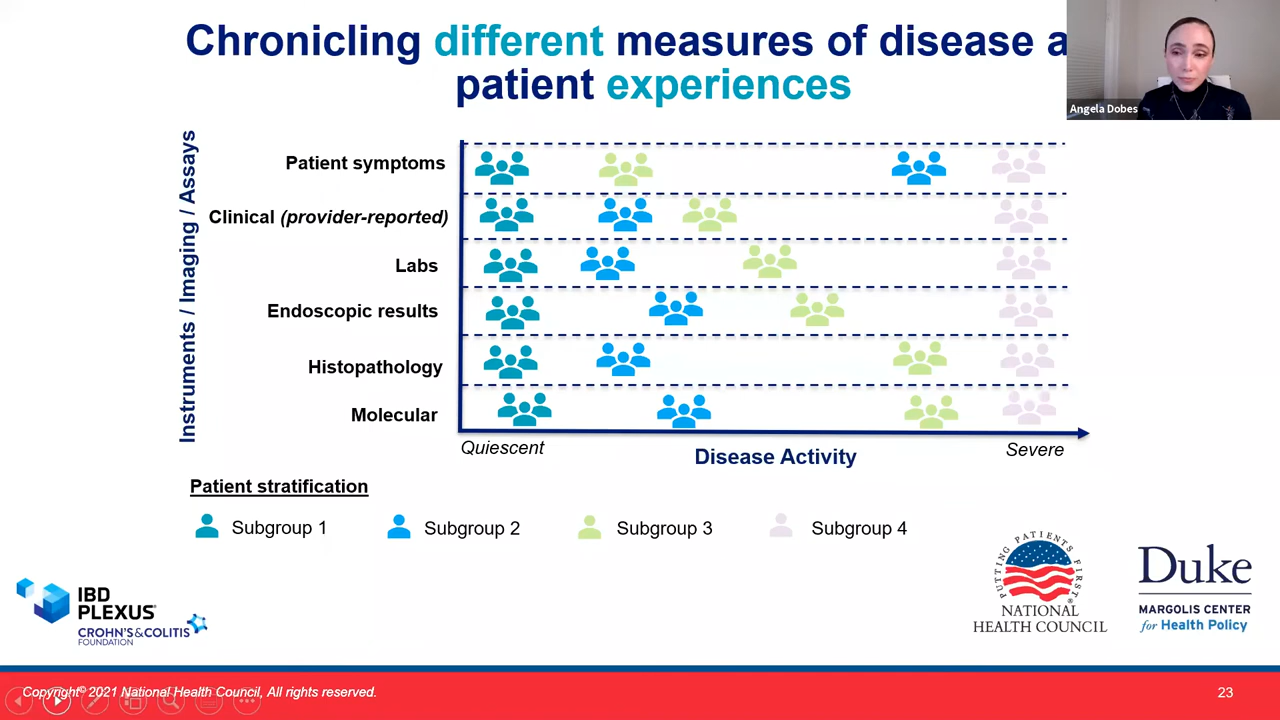 Chronicling different measures of disease a
patient experiences
Angela Dobes
Instruments / Imaging / Assays
Patient symptoms
Clinical (provider-reported)
Labs
Endoscopic results
Histopathology
Molecular
Quiescent
Disease Activity
Severe
Patient stratification
Subgroup 1
Subgroup 2
Subgroup 3
Subgroup 4
IBD
PLEXUS
CROHN'S & COLITIS
FOUNDATION
PUTTING PATIENTS FIRST®
NATIONAL
HEALTH COUNCIL
Duke
MARGOLIS CENTER
for Health Policy
Copyright© 2021 National Health Council, All rights reserved.
23